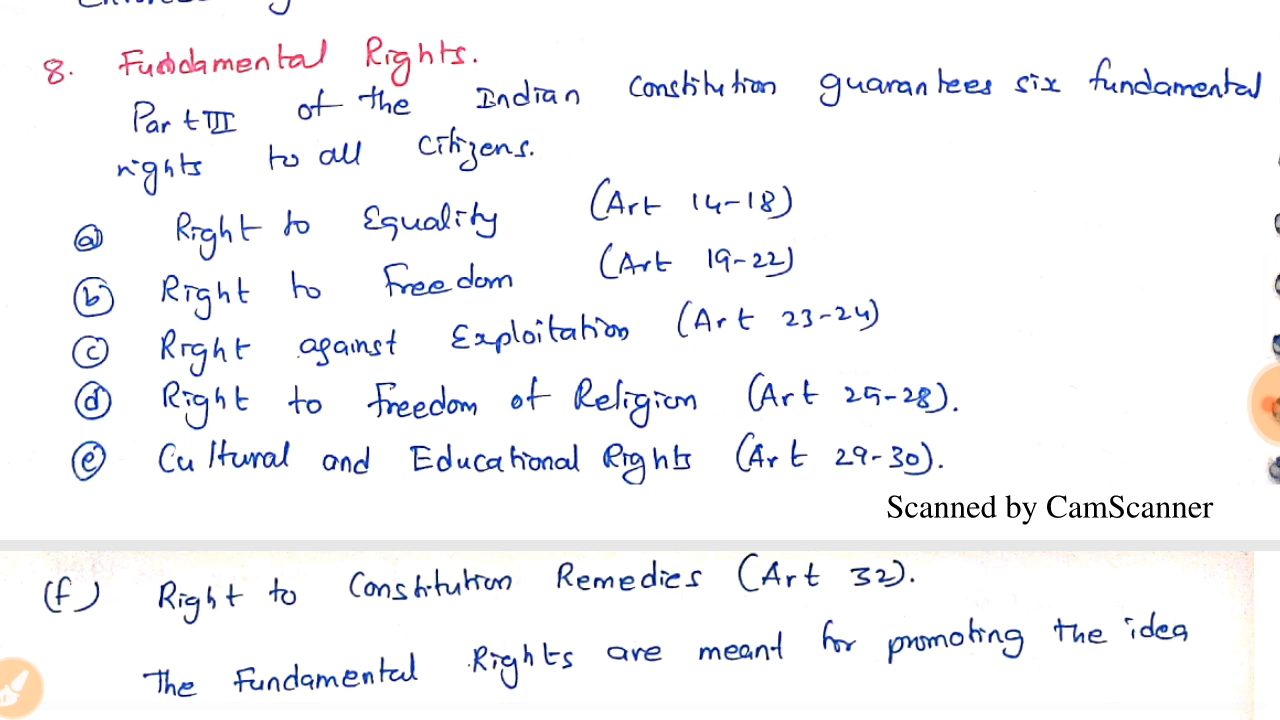 8. Fundamental Rights.
Part III of the Indian Constitution guarantees six fundamental
rights to all citizens.
(a) Right to Equality (Art 14-18)
(b) Right to Freedom (Art 19-22)
(c) Right against Exploitation (Art 23-24)
(d) Right to Freedom of Religion (Art 25-28).
(e) Cultural and Educational Rights (Art 29-30).
Scanned by CamScanner
(f) Right to Constitution Remedies (Art 32).
The Fundamental Rights are meant for promoting the idea